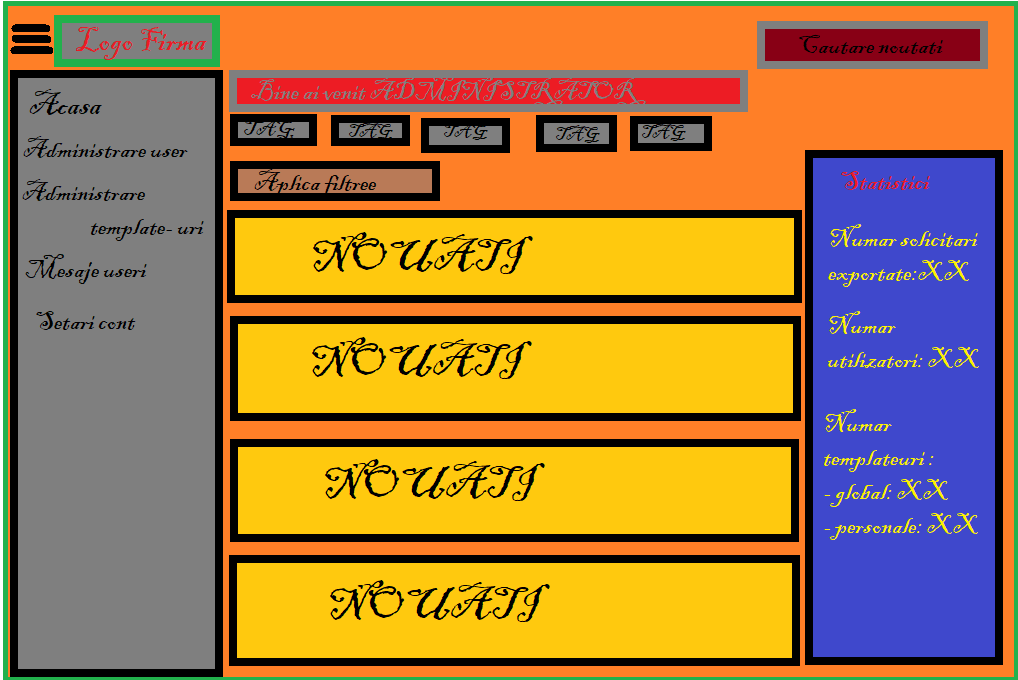 Logo Firma
Cautare noutati
Acasa
Administrare user
Administrare
template- uri
Mesaje useri
Setari cont
Bine ai venit ADMINISTRATOR
TAG
TAG
TAG
TAG
TAG
Aplica filtree
NOUATI
NOUATI
NOUATI
NOUATI
Statistici
Numar solicitari
exportate:XX
Numar
utilizatori: XX
Numar
templateuri :
- global: XX
- personale: XX